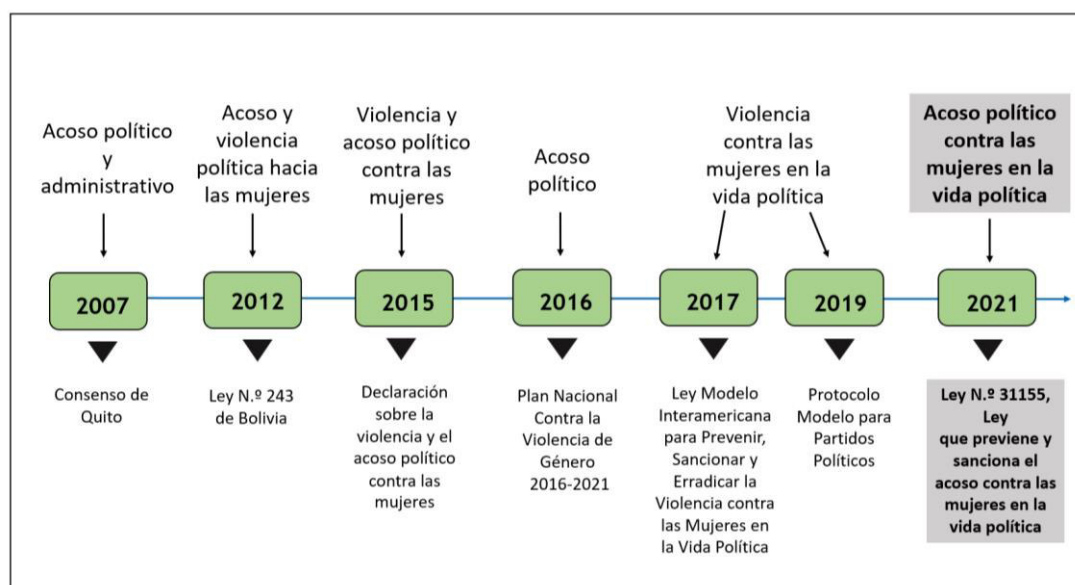 Acoso político
y
administrativo
Acoso y
violencia
política hacia
las mujeres
Violencia y
acoso político
contra las
mujeres
Acoso
político
Violencia
contra las
mujeres en la
vida política
Acoso político
contra las
mujeres en la
vida política
2007
2012
2015
2016
2017
2019
2021
Consenso de
Quito
Ley N.º 243
de Bolivia
Declaración
sobre la
violencia y el
acoso político
contra las
mujeres
Plan Nacional
Contra la
Violencia de
Género
2016-2021
Ley Modelo
Interamericana
para Prevenir,
Sancionar y
Erradicar la
Violencia contra
las Mujeres en
la Vida Política
Protocolo
Modelo para
Partidos
Políticos
Ley N.º 31155,
Ley
que previene y
sanciona el
acoso contra las
mujeres en la
vida política